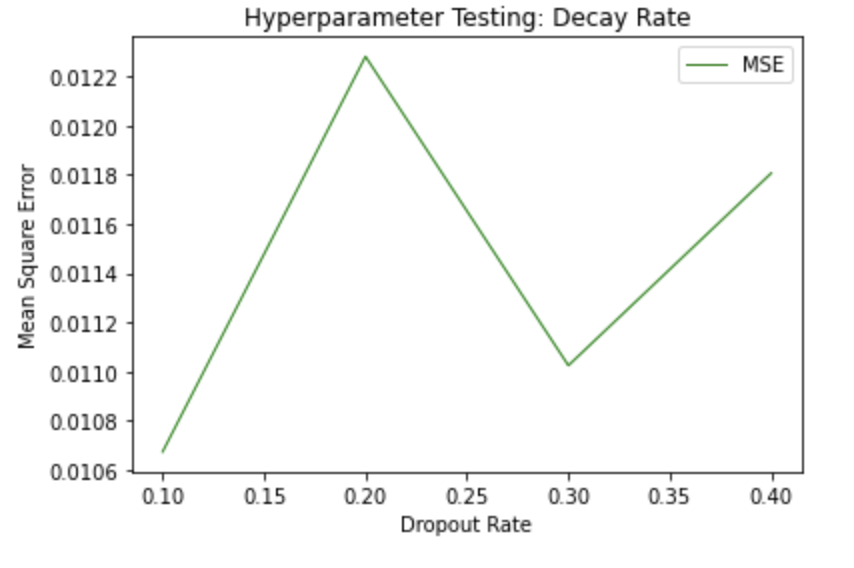 Hyperparameter Testing: Decay Rate
MSE
0.0122
0.0120
0.0118
0.0116
0.0114
0.0112
0.0110
0.0108
0.0106
Mean Square Error
0.10 0.15 0.20 0.25 0.30 0.35 0.40
Dropout Rate